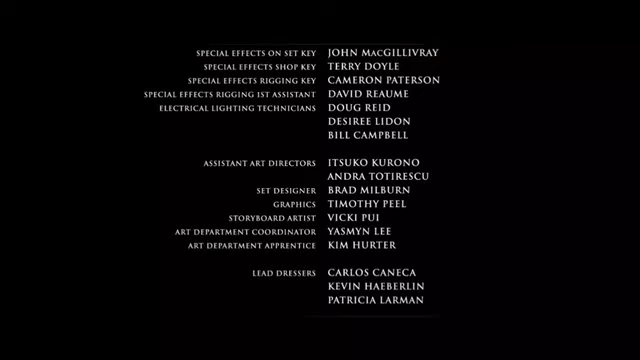 SPECIAL EFFECTS ON SET KEY JOHN MACGILLIVRAY
SPECIAL EFFECTS SHOP KEY TERRY DOYLE
SPECIAL EFFECTS RIGGING KEY CAMERON PATERSON
SPECIAL EFFECTS RIGGING 1ST ASSISTANT DAVID REAUME
ELECTRICAL LIGHTING TECHNICIANS DOUG REID
DESIREE LIDON
BILL CAMPBELL
ASSISTANT ART DIRECTORS ITSUKO KURONO
ANDRA TOTIRESCU
SET DESIGNER BRAD MILBURN
GRAPHICS TIMOTHY PEEL
STORYBOARD ARTIST VICKI PUI
ART DEPARTMENT COORDINATOR YASMYN LEE
ART DEPARTMENT APPRENTICE KIM HURTER
LEAD DRESSERS CARLOS CANECA
KEVIN HAEBERLIN
PATRICIA LARMAN